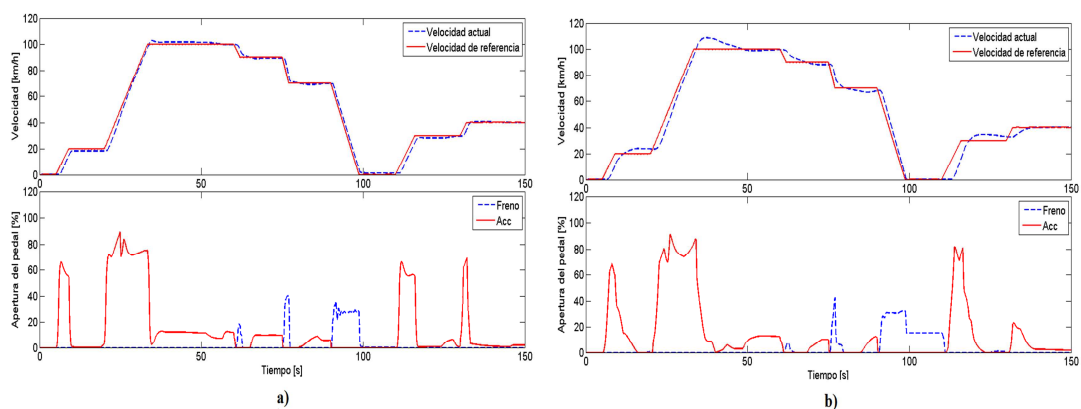 a)
120
100
80
60
40
20
0
Velocidad [km/h]
Velocidad actual
Velocidad de referencia
0
50
100
150
120
100
80
60
40
20
0
Apertura del pedal [%]
Freno
Acc
0
50
100
150
Tiempo [s]
a)
b)
120
100
80
60
40
20
0
Velocidad [km/h]
Velocidad actual
Velocidad de referencia
0
50
100
150
120
100
80
60
40
20
0
Apertura del pedal [%]
Freno
Acc
0
50
100
150
Tiempo [s]
b)